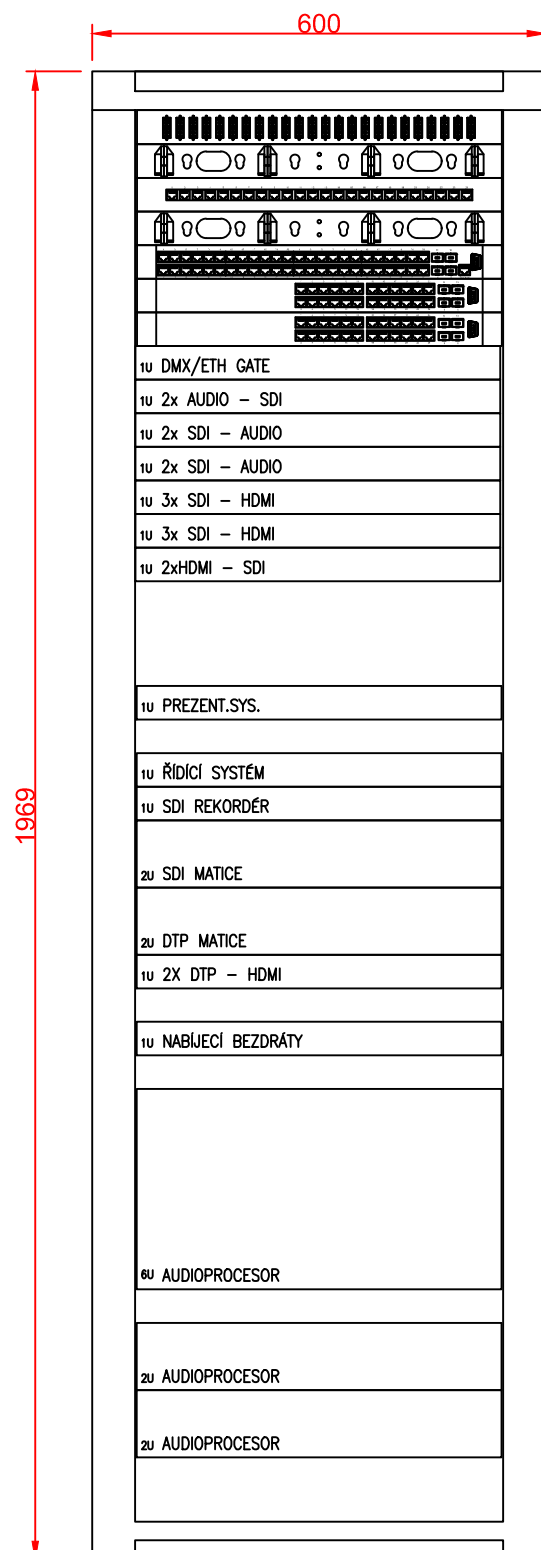 600
1969
1U DMX/ETH GATE
1U 2x AUDIO – SDI
1U 2x SDI – AUDIO
1U 2x SDI – AUDIO
1U 3x SDI – HDMI
1U 3x SDI – HDMI
1U 2xHDMI – SDI
1U PREZENT.SYS.
1U ŘÍDÍCÍ SYSTÉM
1U SDI REKORDÉR
2U SDI MATICE
2U DTP MATICE
1U 2X DTP – HDMI
1U NABÍJECÍ BEZDRÁTY
6U AUDIOPROCESOR
2U AUDIOPROCESOR
2U AUDIOPROCESOR